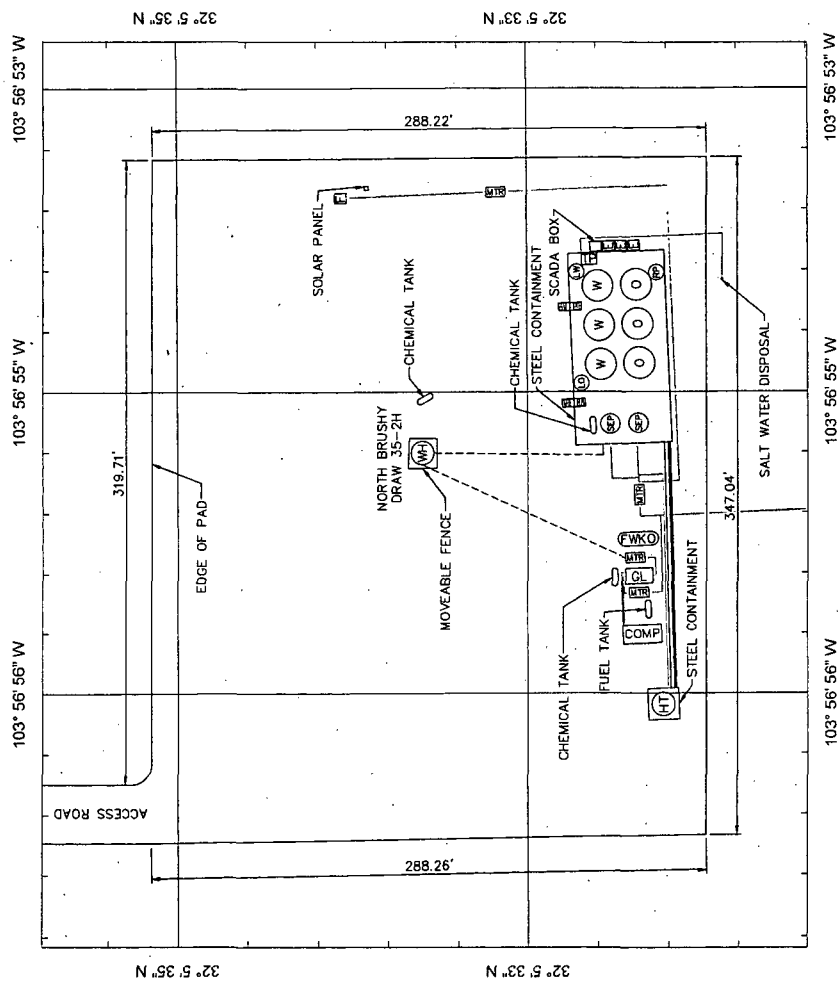 103° 56' 56" W
103° 56' 55" W
103° 56' 53" W
319.71'
ACCESS ROAD
EDGE OF PAD
32° 5' 35" N
32° 5' 35" N
288.26'
288.22'
SOLAR PANEL
F
MTR
CHEMICAL TANK
NORTH BRUSHY
DRAW 35-2H
WH
MOVEABLE FENCE
CHEMICAL TANK
STEEL CONTAINMENT
SCADA BOX
32° 5' 33" N
32° 5' 33" N
CHEMICAL TANK
FUEL TANK
COMP
MTR
GL
MTR
FWKO
MTR
HT
STEEL CONTAINMENT
LO
LW
W
W
W
SEP
SEP
O
O
O
RP
E
E
E
SALT WATER DISPOSAL
347.04'
103° 56' 56" W
103° 56' 55" W
103° 56' 53" W